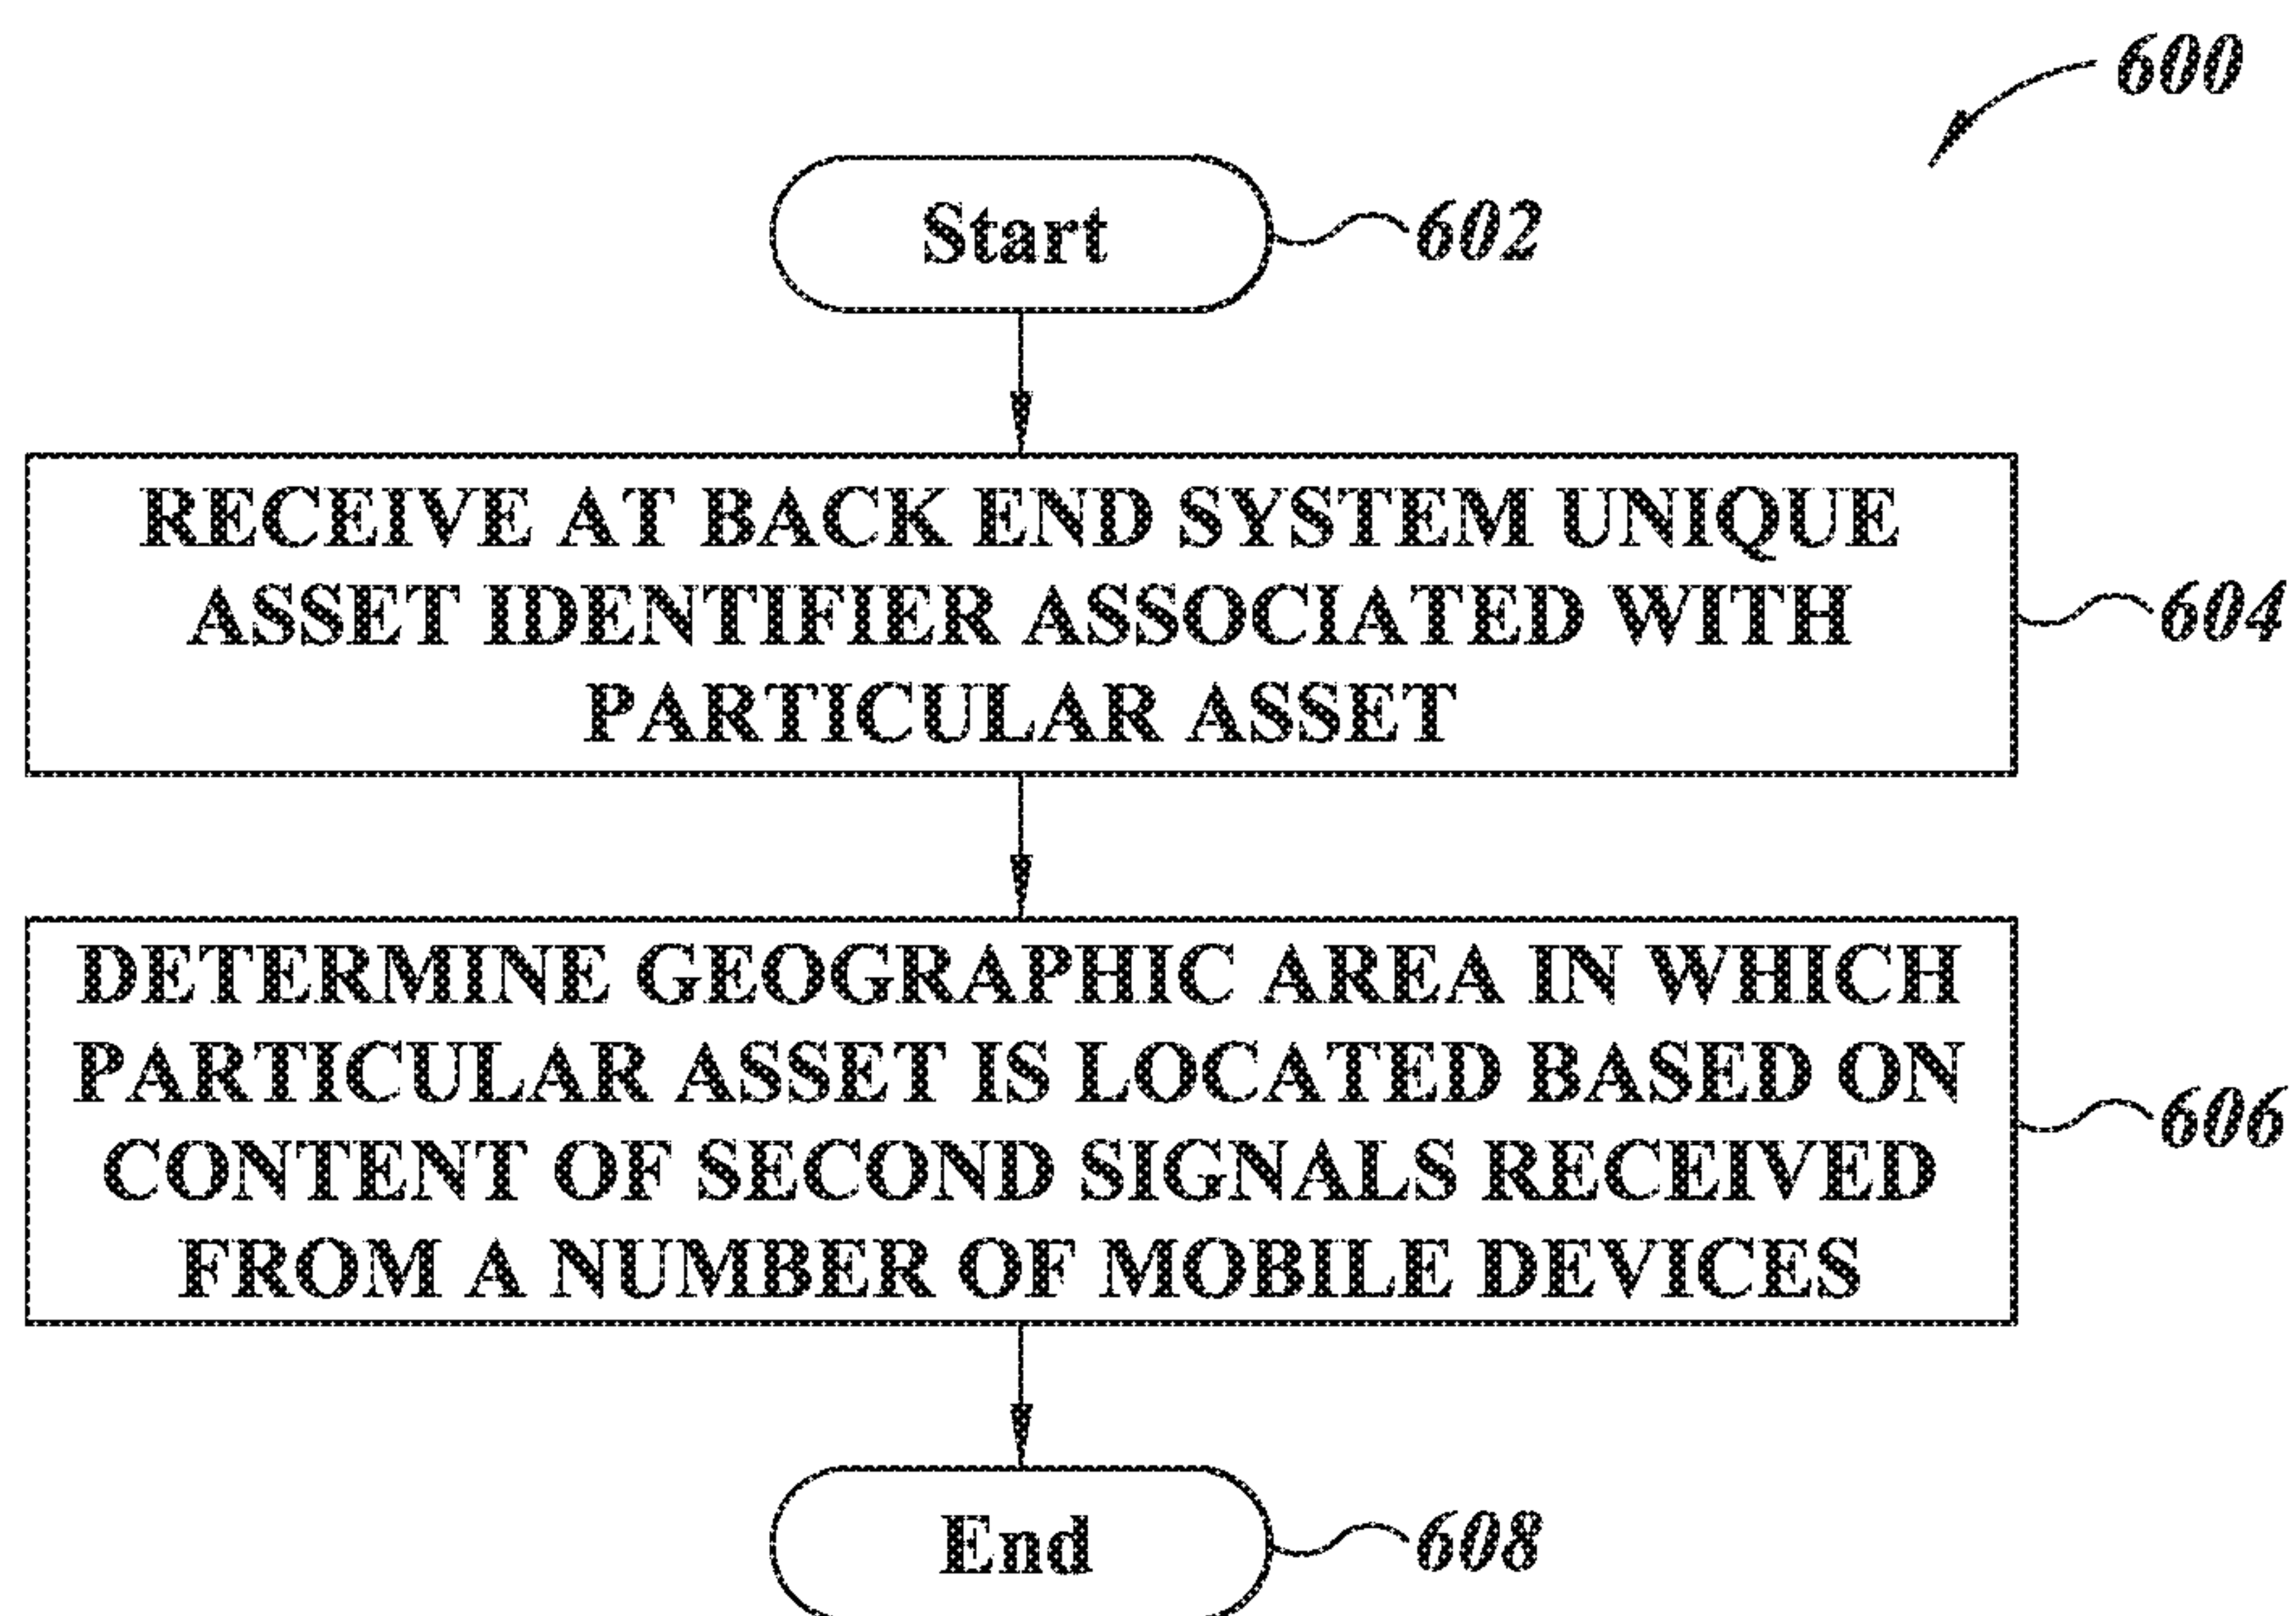 600
Start
602
RECEIVE AT BACK END SYSTEM UNIQUE
ASSET IDENTIFIER ASSOCIATED WITH
PARTICULAR ASSET
604
DETERMINE GEOGRAPHIC AREA IN WHICH
PARTICULAR ASSET IS LOCATED BASED ON
CONTENT OF SECOND SIGNALS RECEIVED
FROM A NUMBER OF MOBILE DEVICES
606
End
608